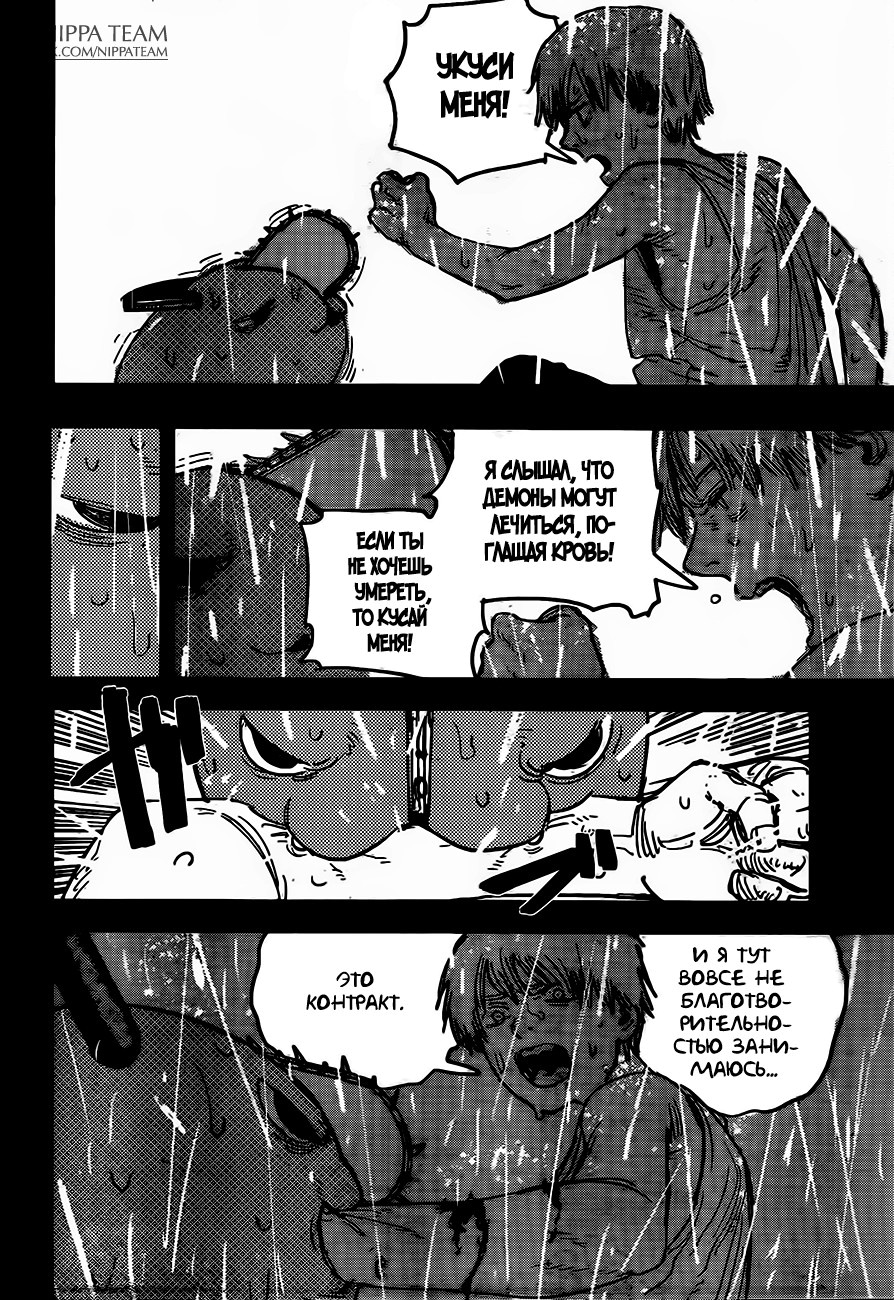 NIPPA TEAM
K.COM/NIPPATEAM
УКУСИ
МЕНЯ!
Я СЛЫШАЛ, ЧТО
ДЕМОНЫ МОГУТ
ЛЕЧИТЬСЯ, ПО-
ГЛАЩАЯ КРОВЬ!
ЕСЛИ ТЫ
НЕ ХОЧЕШЬ
УМЕРЕТЬ,
ТО КУСАЙ
МЕНЯ!
И Я ТУТ
ВОВСЕ НЕ
БЛАГОТВО-
РИТЕЛЬНО-
СТЬЮ ЗАНИ-
МАЮСЬ...
ЭТО
КОНТРАКТ.